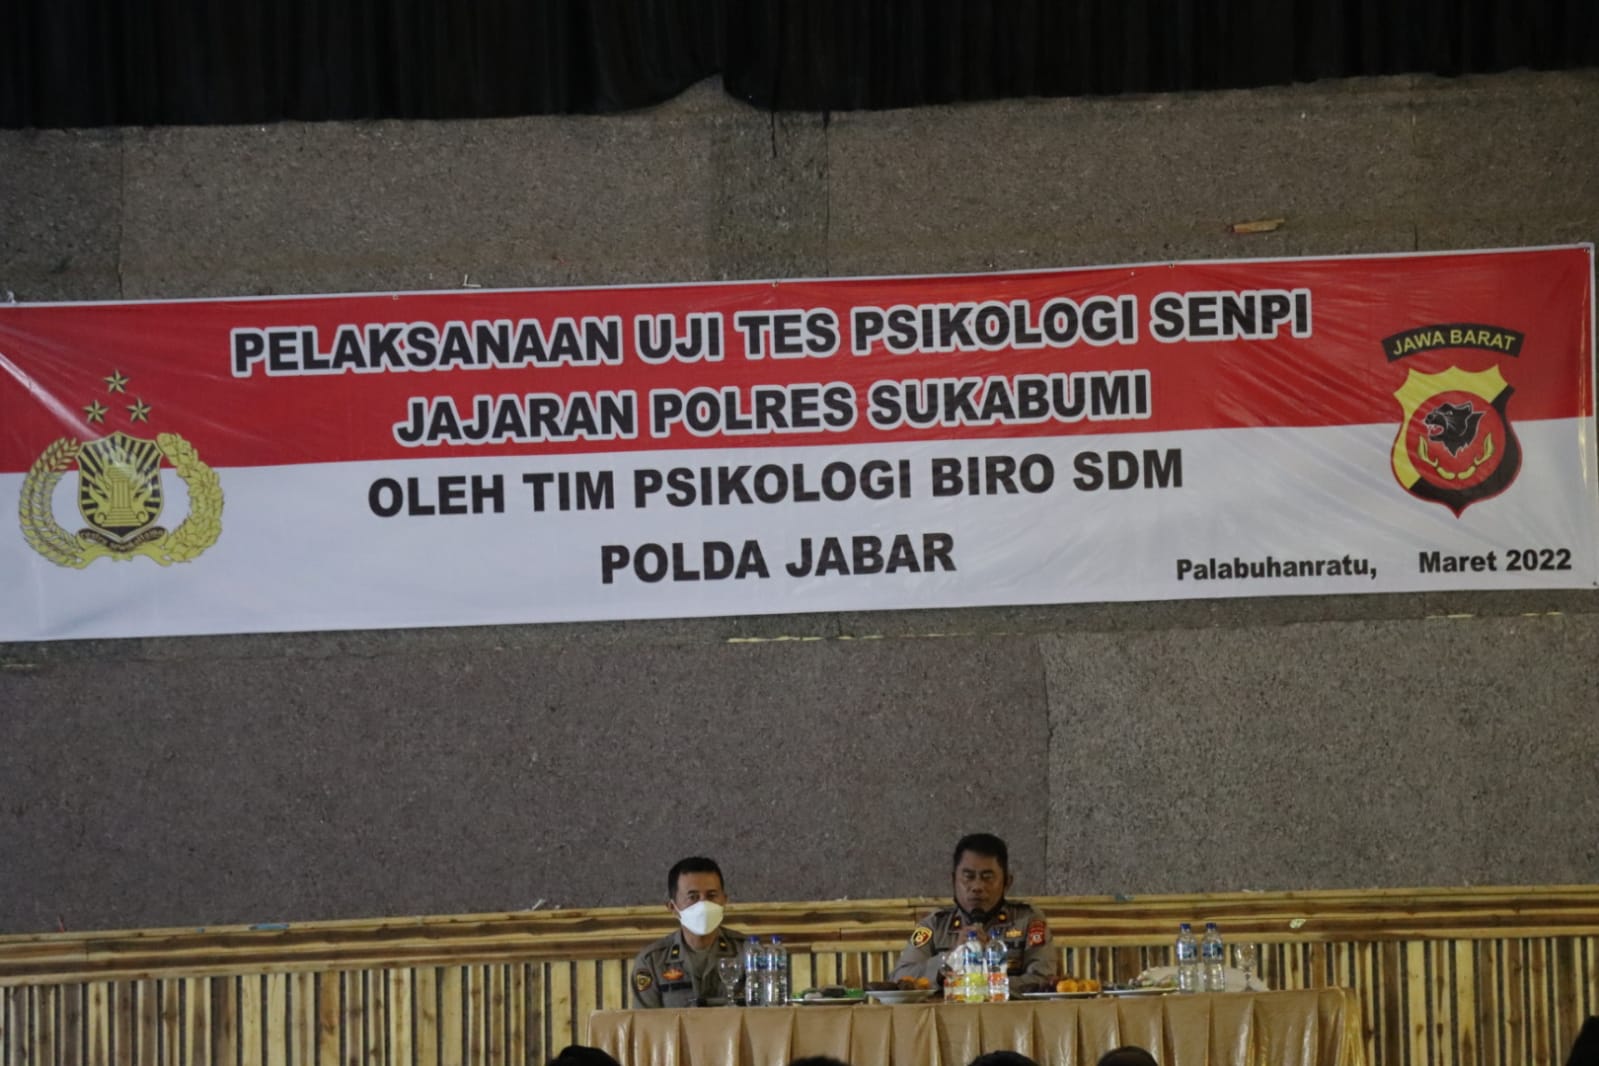 PELAKSANAAN UJI TES PSIKOLOGI SENPI
JAJARAN POLRES SUKABUMI
OLEH TIM PSIKOLOGI BIRO SDM
POLDA JABAR
JAWA BARAT
Palabuhanratu, Maret 2022